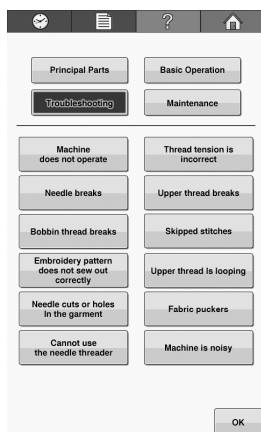 ?
Principal Parts
Basic Operation
Troubleshooting
Maintenance
Machine
does not operate
Thread tension is
incorrect
Needle breaks
Upper thread breaks
Bobbin thread breaks
Skipped stitches
Embroidery pattern
does not sew out
correctly
Upper thread is looping
Needle cuts or holes
In the garment
Fabric puckers
Cannot use
the needle threader
Machine is noisy
OK